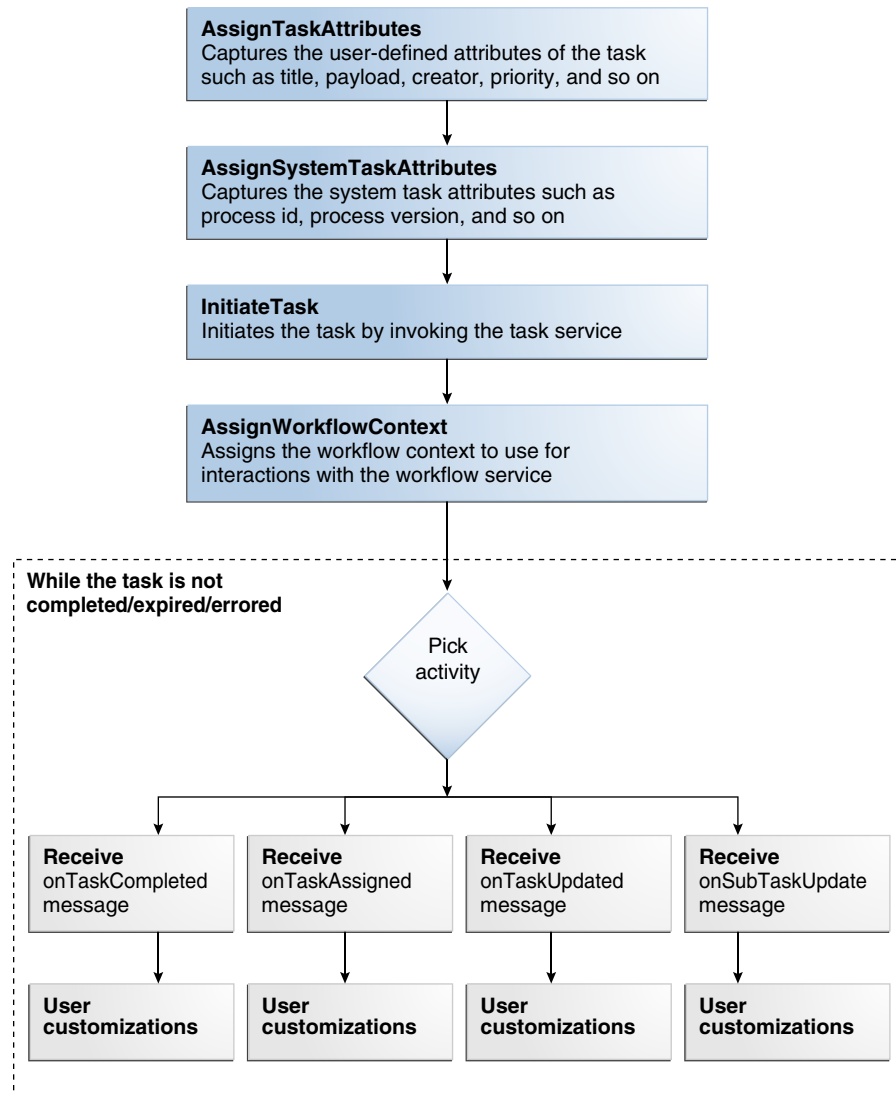 AssignTaskAttributes
Captures the user-defined attributes of the task
such as title, payload, creator, priority, and so on
AssignSystemTaskAttributes
Captures the system task attributes such as
process id, process version, and so on
InitiateTask
Initiates the task by invoking the task service
AssignWorkflowContext
Assigns the workflow context to use for
interactions with the workflow service
While the task is not
completed/expired/errored
Pick
activity
Receive
onTaskCompleted
message
Receive
onTaskAssigned
message
Receive
onTaskUpdated
message
Receive
onSubTaskUpdate
message
User
customizations
User
customizations
User
customizations
User
customizations